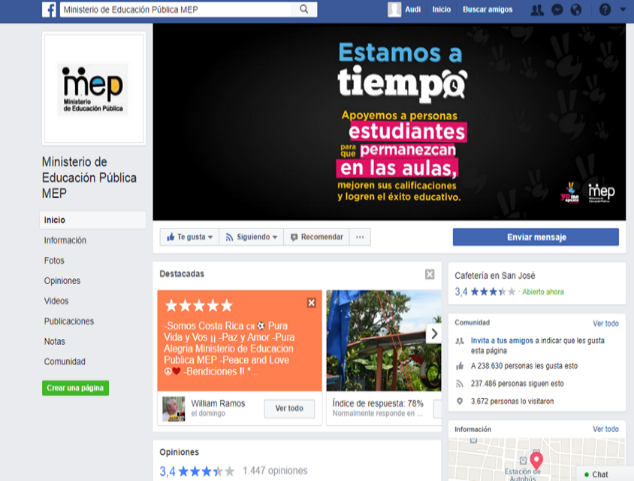 Ministerio de Educación Pública MEP
Audi Inicio Buscar amigos
mep
Ministerio
de Educación Pública
Estamos a
tiempo
Apoyemos a personas
estudiantes
para que permanezcan
en las aulas,
mejoren sus calificaciones
y logren el éxito educativo.
mep
Ministerio de
Educación Pública
MEP
Inicio
Información
Fotos
Opiniones
Videos
Publicaciones
Notas
Comunidad
Crear una página
Te gusta Siguiendo Recomendar ... Enviar mensaje
Destacadas
-Somos Costa Rica CR Pura
Vida y Vos ¡¡ -Paz y Amor -Pura
Alegria Ministerio de Educacion
Publica MEP -Peace and Love
-Bendiciones !! *...
William Ramos
el domingo
Ver todo
Índice de respuesta: 78%
Normalmente responde en ...
Opiniones
3,4 1.447 opiniones
Cafetería en San José
3,4 · Abierto ahora
Comunidad Ver todo
Invita a tus amigos a indicar que les gusta
esta página
A 238.630 personas les gusta esto
237.486 personas siguen esto
3.672 personas lo visitaron
Información Ver todo
Estación de
Autobús
Chat